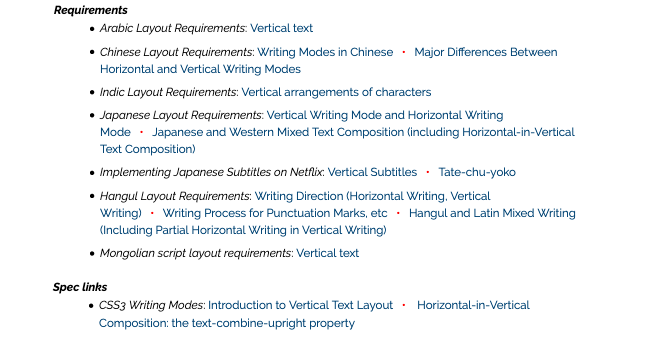 Requirements
• Arabic Layout Requirements: Vertical text
• Chinese Layout Requirements: Writing Modes in Chinese • Major Differences Between
Horizontal and Vertical Writing Modes
• Indic Layout Requirements: Vertical arrangements of characters
• Japanese Layout Requirements: Vertical Writing Mode and Horizontal Writing
Mode • Japanese and Western Mixed Text Composition (including Horizontal-in-Vertical
Text Composition)
• Implementing Japanese Subtitles on Netflix: Vertical Subtitles • Tate-chu-yoko
• Hangul Layout Requirements: Writing Direction (Horizontal Writing, Vertical
Writing) • Writing Process for Punctuation Marks, etc • Hangul and Latin Mixed Writing
(Including Partial Horizontal Writing in Vertical Writing)
• Mongolian script layout requirements: Vertical text
Spec links
• CSS3 Writing Modes: Introduction to Vertical Text Layout • Horizontal-in-Vertical
Composition: the text-combine-upright property